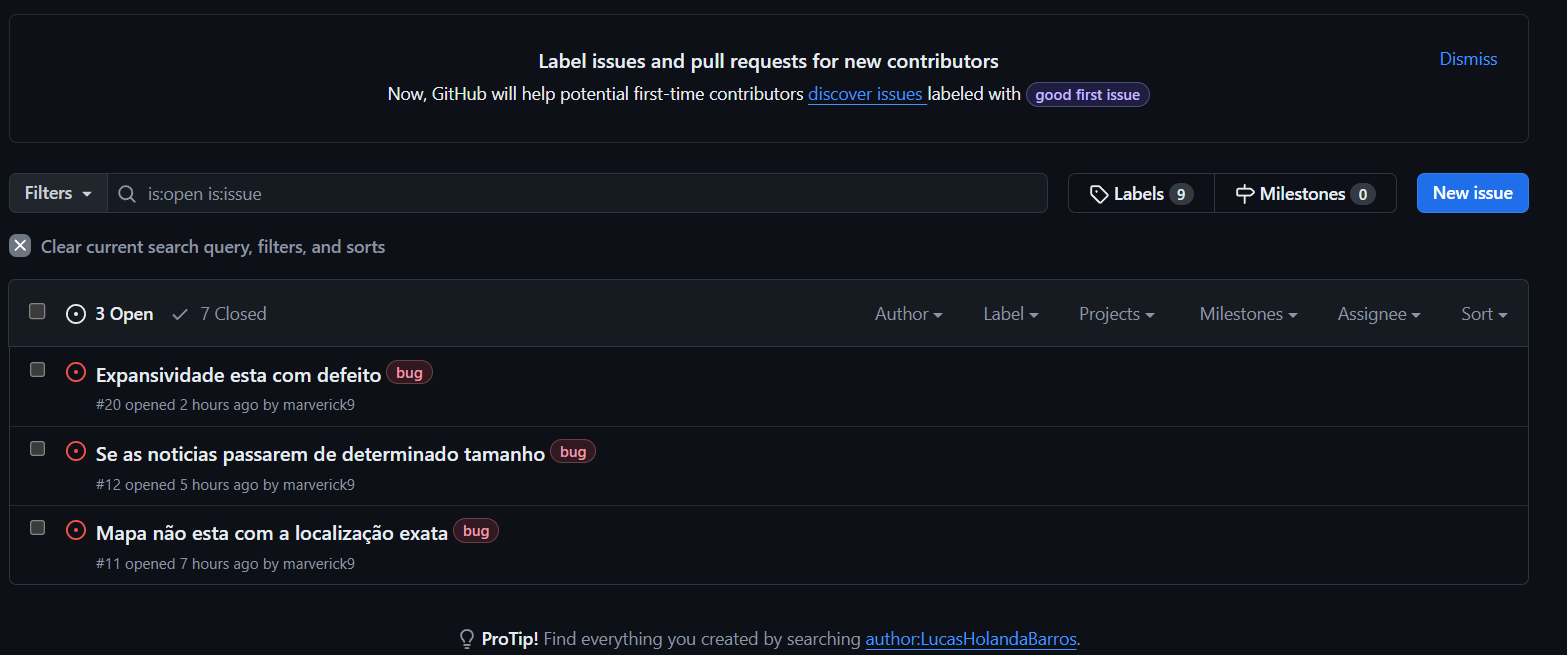 Label issues and pull requests for new contributors
Dismiss
Now, GitHub will help potential first-time contributors discover issues labeled with good first issue
Filters is:open is:issue Labels 9 Milestones 0 New issue
Clear current search query, filters, and sorts
3 Open 7 Closed Author Label Projects Milestones Assignee Sort
Expansividade esta com defeito bug
#20 opened 2 hours ago by marverick9
Se as noticias passarem de determinado tamanho bug
#12 opened 5 hours ago by marverick9
Mapa não esta com a localização exata bug
#11 opened 7 hours ago by marverick9
ProTip! Find everything you created by searching author:LucasHolandaBarros.